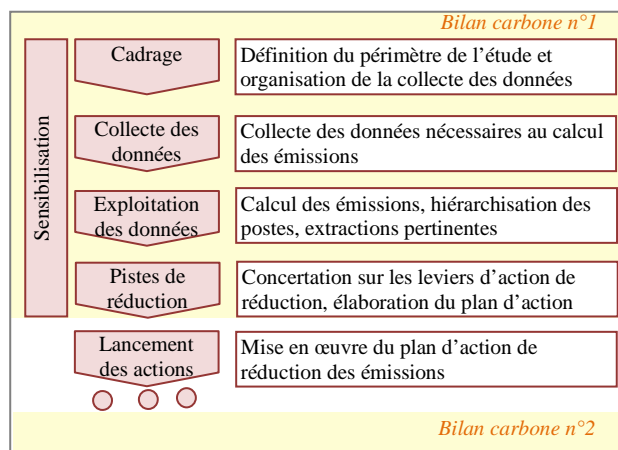 Bilan carbone n°1
Sensibilisation
Cadrage
Définition du périmètre de l'étude et
organisation de la collecte des données
Collecte des
données
Collecte des données nécessaires au calcul
des émissions
Exploitation
des données
Calcul des émissions, hiérarchisation des
postes, extractions pertinentes
Pistes de
réduction
Concertation sur les leviers d'action de
réduction, élaboration du plan d'action
Lancement
des actions
Mise en œuvre du plan d'action de
réduction des émissions
Bilan carbone n°2